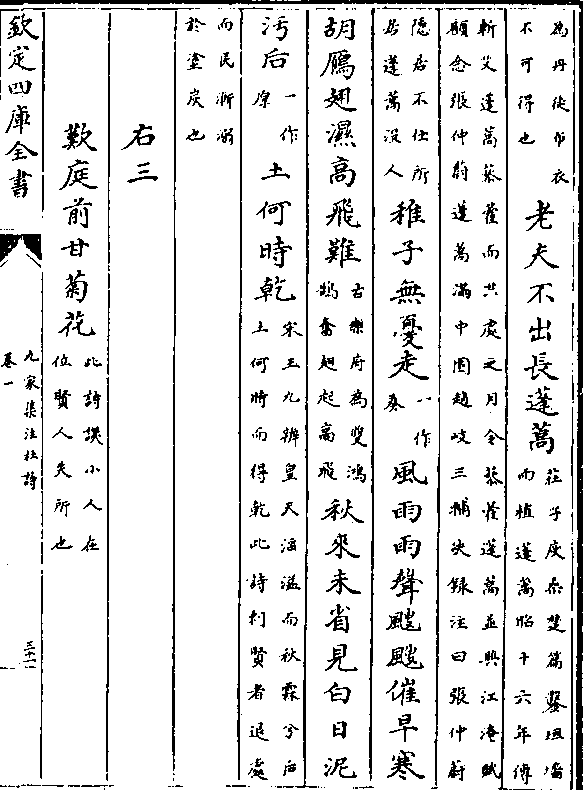 為丹徒布衣
不可得也
老夫不出長蓬蒿
莊子庚桑楚篇鑿垣墻
而植蓬蒿昭十六年傳
斬艾蓬蒿藜藿而共處之月令藜莠蓬蒿並興江淹賦
顧念張仲蔚蓬蒿滿中園趙岐三輔決録注曰張仲蔚
隱居不仕所
居蓬蒿没人
稚子無憂走
一作
奏
風雨雨聲颼颼催早寒
胡鴈翅濕高飛難
古樂府為雙鴻
鵠奮翅起高飛
秋來未省見白日泥
汚后
一作
厚
土何時乾
宋玉九辯皇天滛溢而秋霖兮后
土何時而得乾此詩刺賢者退處
而民漸溺
於塗炭也
右三
歎庭前甘菊花
此詩譏小人在
位賢人失所也
欽定四庫全書
九家集注杜詩
卷一
三十一